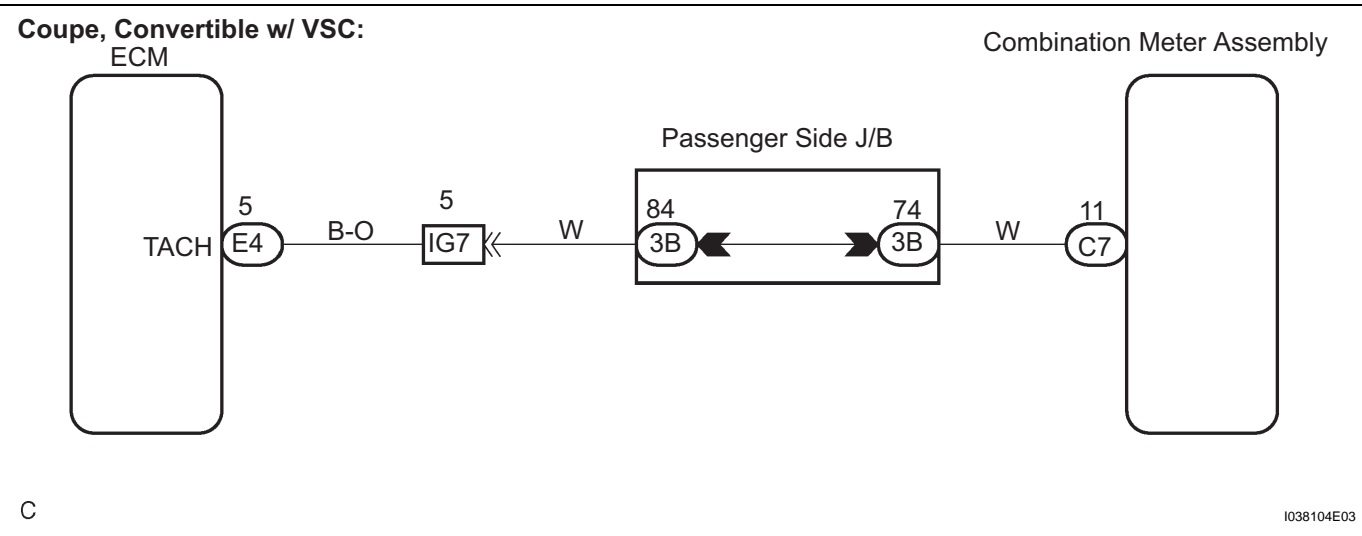 Coupe, Convertible w/ VSC:
ECM
Combination Meter Assembly
Passenger Side J/B
5
5
84
74
11
TACH
E4
B-O
IG7
W
3B
3B
W
C7
C
I038104E03